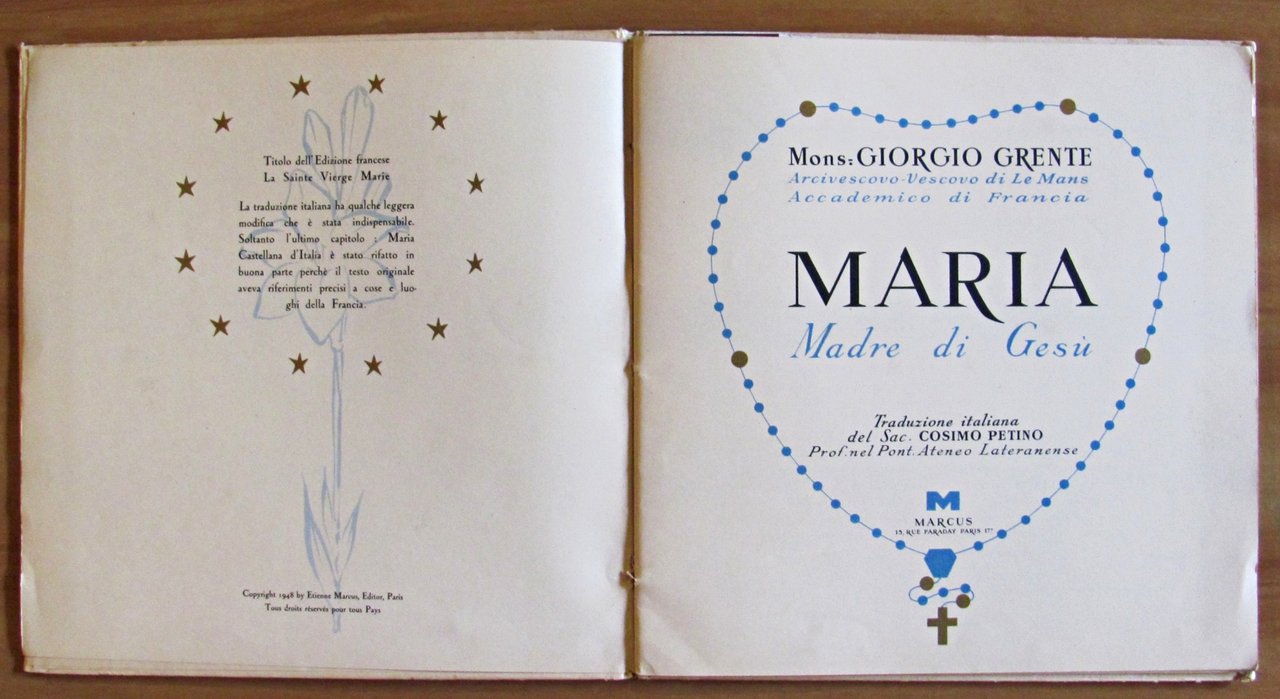 Titolo dell'Edizione francese
La Sainte Vierge Marie
La traduzione italiana ha qualche leggera
modifica che è stata indispensabile.
Soltanto l'ultimo capitolo : Maria
Castellana d'Italia è stato rifatto in
buona parte perchè il testo originale
aveva riferimenti precisi a cose e luo-
ghi della Francia.
Copyright 1948 by Etienne Marcus, Editor, Paris
Tous droits réservés pour tous Pays
Mons: GIORGIO GRENTE
Arcivescovo-Vescovo di Le Mans
Accademico di Francia
MARIA
Madre di Gesù
Traduzione italiana
del Sac. COSIMO PETINO
Prof. nel Pont. Ateneo Lateranense
M
MARCUS
15, RUE FARADAY PARIS 17e